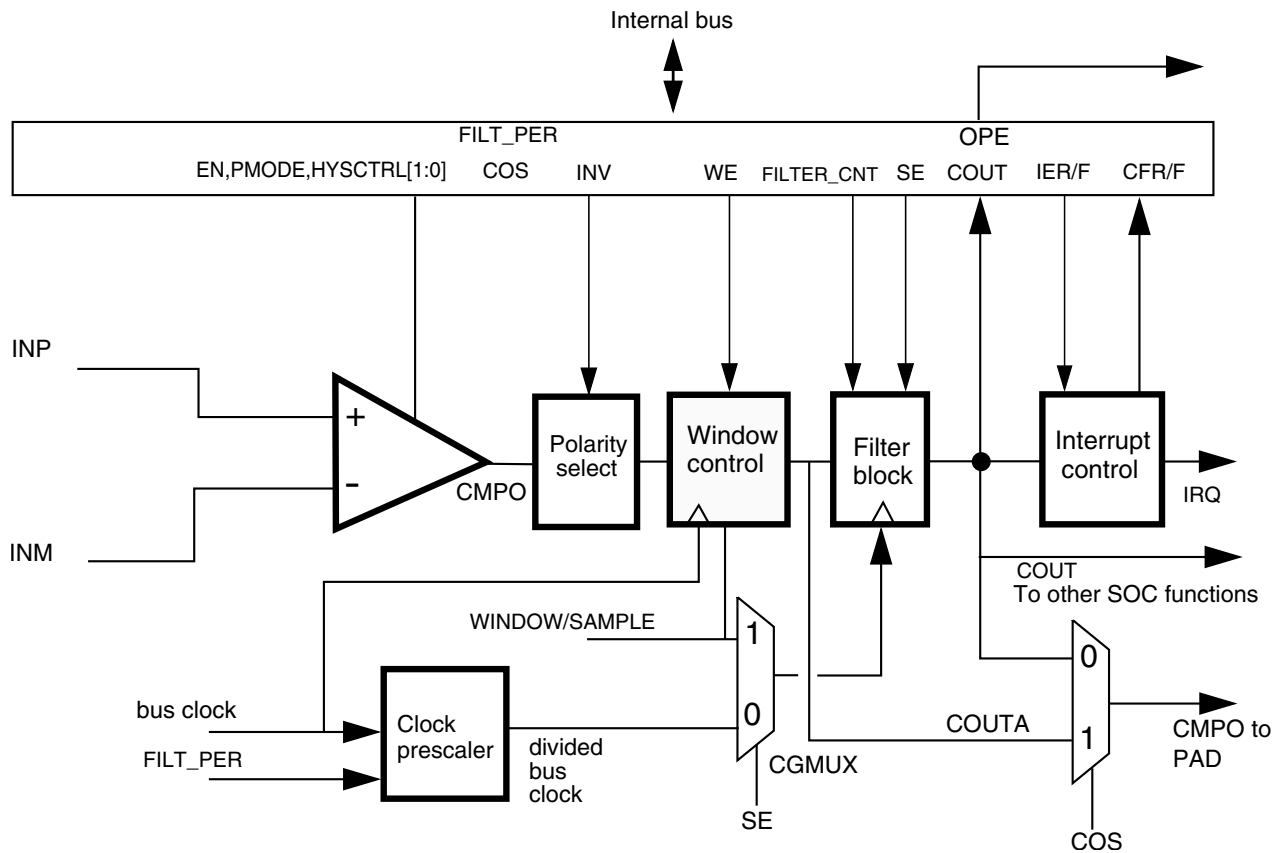 Internal bus
FILT_PER
OPE
EN,PMODE,HYSCTRL[1:0]
COS
INV
WE
FILTER_CNT
SE
COUT
IER/F
CFR/F
INP
+
-
INM
CMPO
Polarity
select
Window
control
Filter
block
Interrupt
control
IRQ
COUT
To other SOC functions
WINDOW/SAMPLE
1
0
0
1
bus clock
FILT_PER
Clock
prescaler
divided
bus
clock
CGMUX
SE
COUTA
CMPO to
PAD
COS